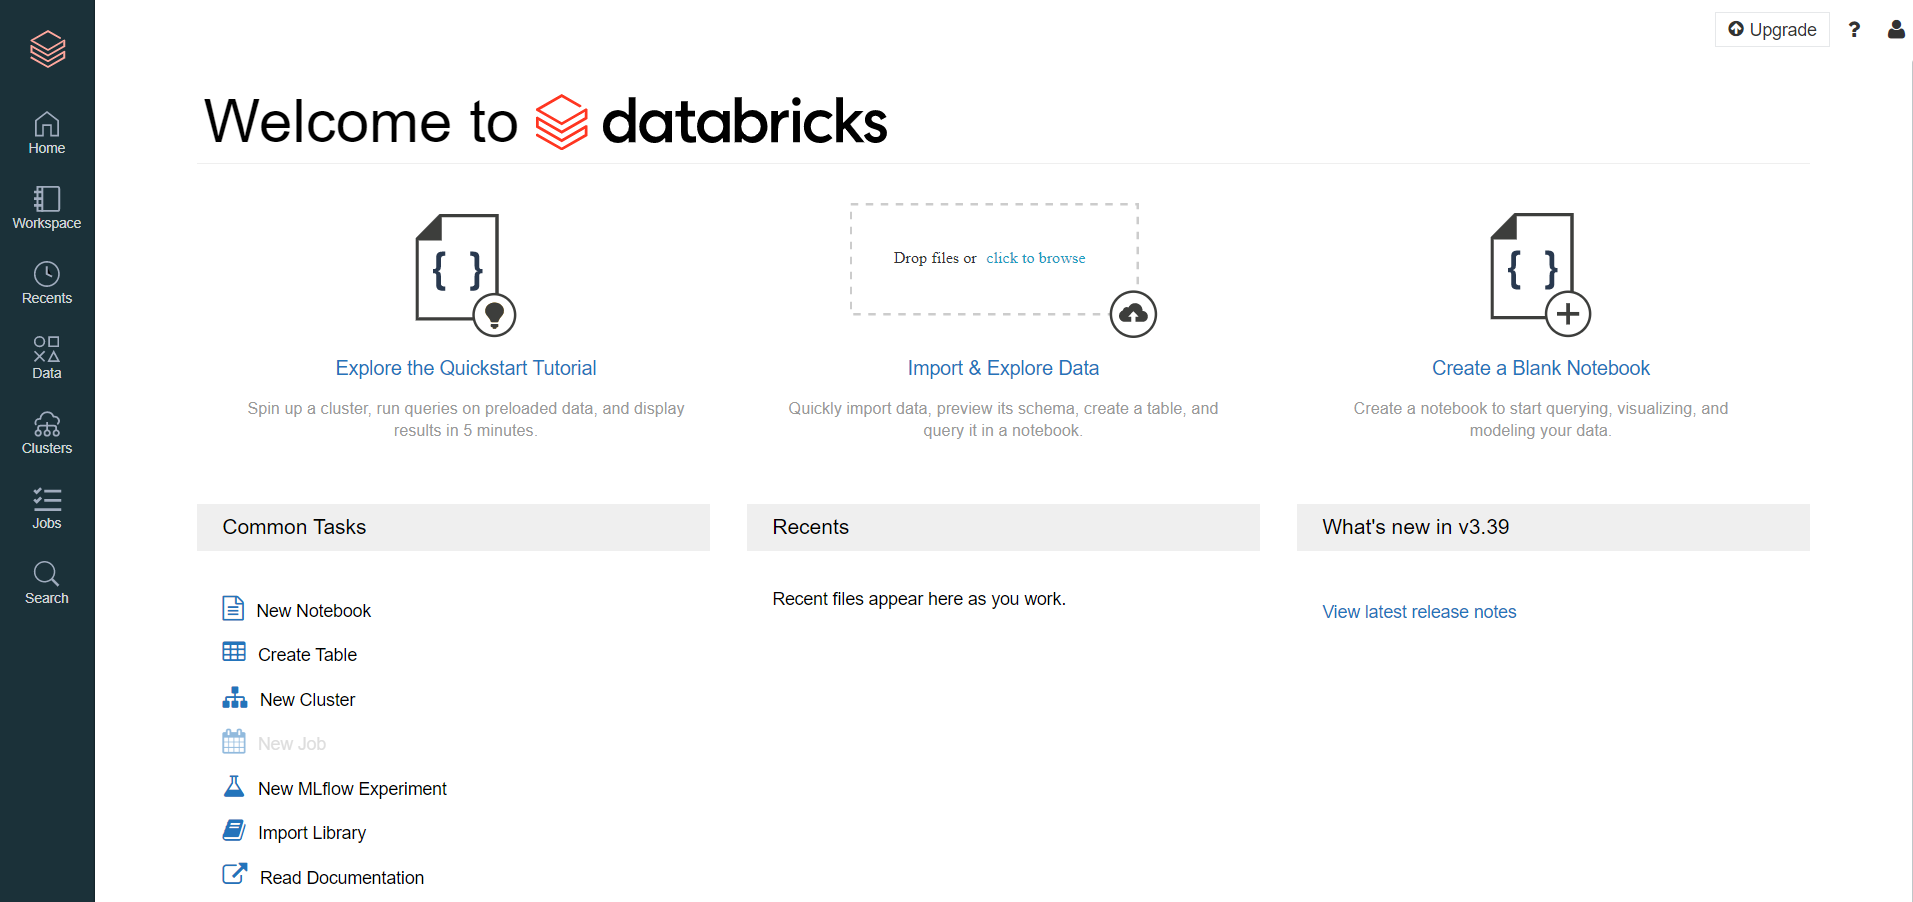 Upgrade ?
Home
Workspace
Recents
Data
Clusters
Jobs
Search
Welcome to databricks
{ }
Explore the Quickstart Tutorial
Spin up a cluster, run queries on preloaded data, and display
results in 5 minutes.
Drop files or click to browse
Import & Explore Data
Quickly import data, preview its schema, create a table, and
query it in a notebook.
{ }
Create a Blank Notebook
Create a notebook to start querying, visualizing, and
modeling your data.
Common Tasks
New Notebook
Create Table
New Cluster
New Job
New MLflow Experiment
Import Library
Read Documentation
Recents
Recent files appear here as you work.
What's new in v3.39
View latest release notes